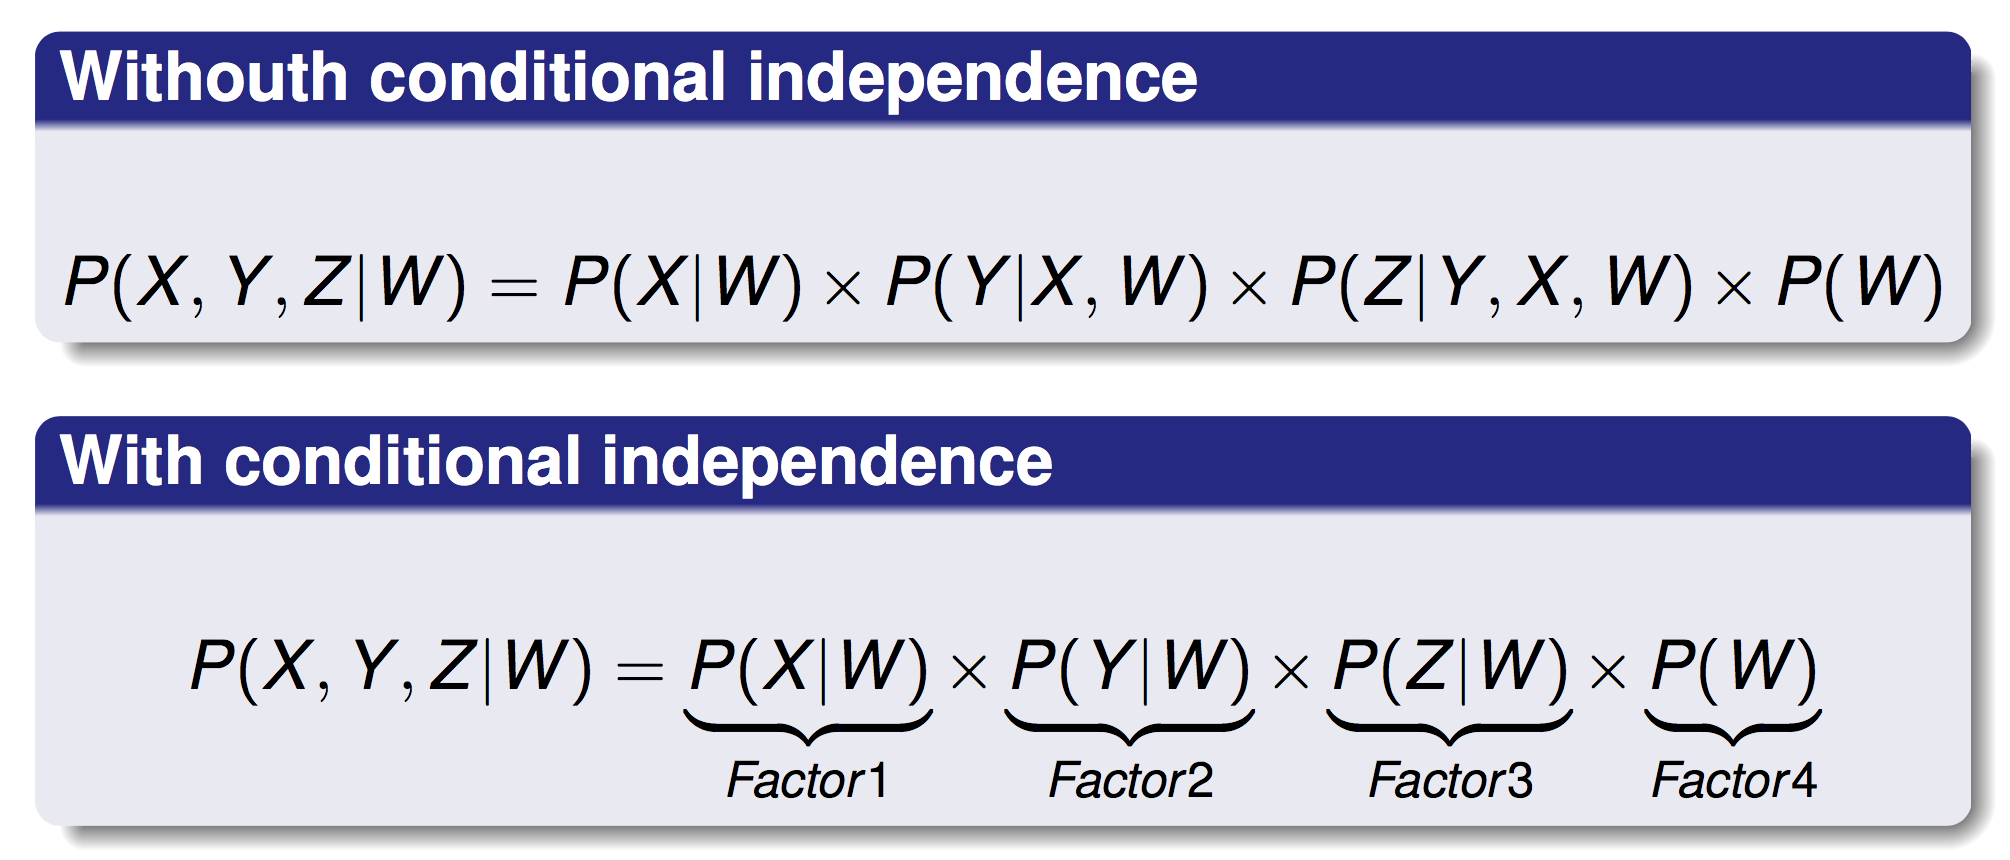 Withouth conditional independence
P(X, Y, Z|W) = P(X|W) × P(Y|X, W) × P(Z|Y, X, W) × P(W)
With conditional independence
P(X, Y, Z|W) = P(X|W) × P(Y|W) × P(Z|W) × P(W)
Factor1 Factor2 Factor3 Factor4